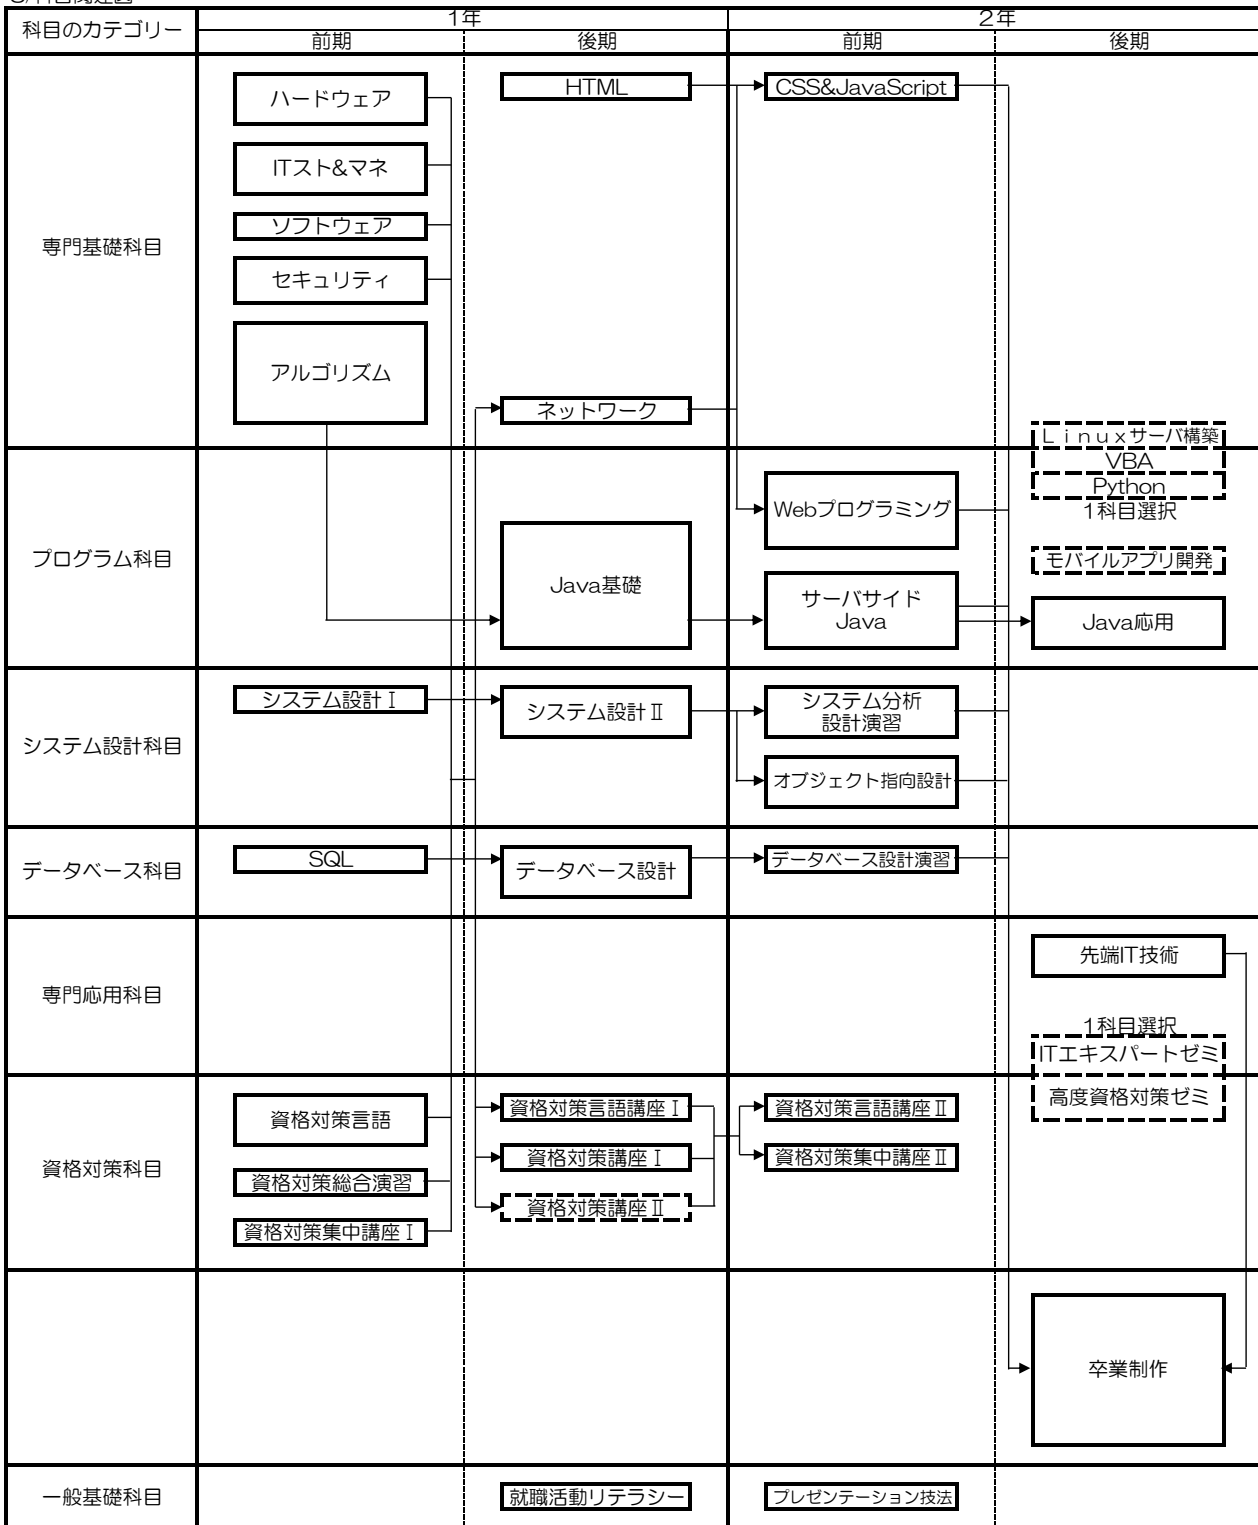 科目のカテゴリー
1年
2年
前期
後期
前期
後期
専門基礎科目
ハードウェア
HTML
CSS&JavaScript
ITスト&マネ
ソフトウェア
セキュリティ
アルゴリズム
ネットワーク
Ｌｉｎｕｘサーバ構築
VBA
Python
1科目選択
プログラム科目
Webプログラミング
Java基礎
モバイルアプリ開発
サーバサイド
Java
Java応用
システム設計科目
システム設計Ⅰ
システム設計Ⅱ
システム分析
設計演習
オブジェクト指向設計
データベース科目
SQL
データベース設計
データベース設計演習
専門応用科目
先端IT技術
1科目選択
ITエキスパートゼミ
高度資格対策ゼミ
資格対策科目
資格対策言語
資格対策言語講座Ⅰ
資格対策言語講座Ⅱ
資格対策総合演習
資格対策講座Ⅰ
資格対策集中講座Ⅱ
資格対策集中講座Ⅰ
資格対策講座Ⅱ
卒業制作
一般基礎科目
就職活動リテラシー
プレゼンテーション技法